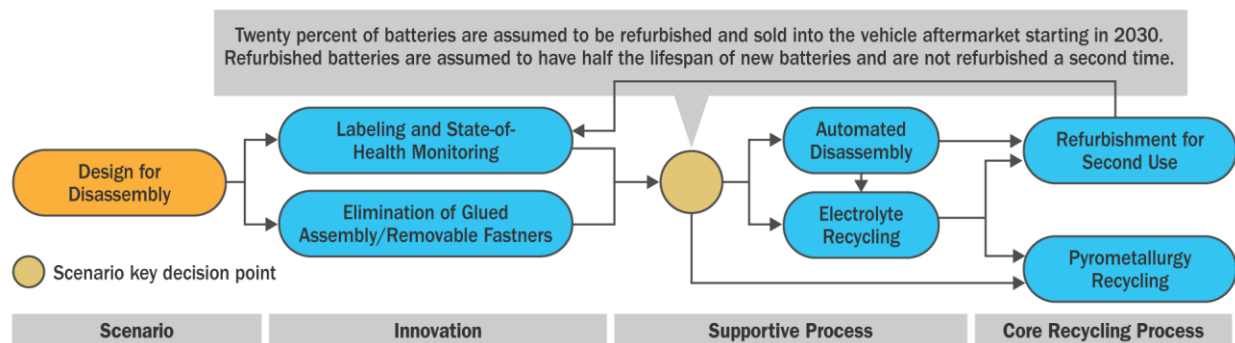 Twenty percent of batteries are assumed to be refurbished and sold into the vehicle aftermarket starting in 2030.
Refurbished batteries are assumed to have half the lifespan of new batteries and are not refurbished a second time.
Design for
Disassembly
Labeling and State-of-
Health Monitoring
Elimination of Glued
Assembly/Removable Fastners
Automated
Disassembly
Electrolyte
Recycling
Refurbishment for
Second Use
Pyrometallurgy
Recycling
Scenario key decision point
Scenario
Innovation
Supportive Process
Core Recycling Process